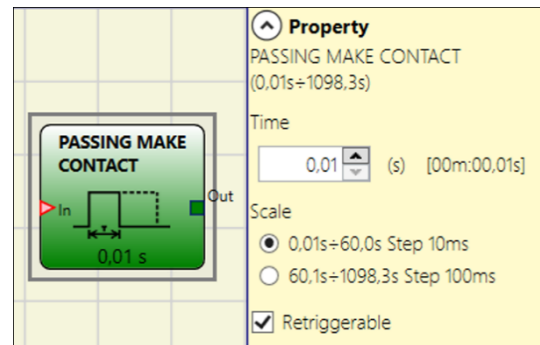 PASSING MAKE
CONTACT
In
Out
0,01 s
Property
PASSING MAKE CONTACT
(0,01s÷1098,3s)
Time
0,01 (s) [00m:00,01s]
Scale
0,01s÷60,0s Step 10ms
60,1s÷1098,3s Step 100ms
Retriggerable